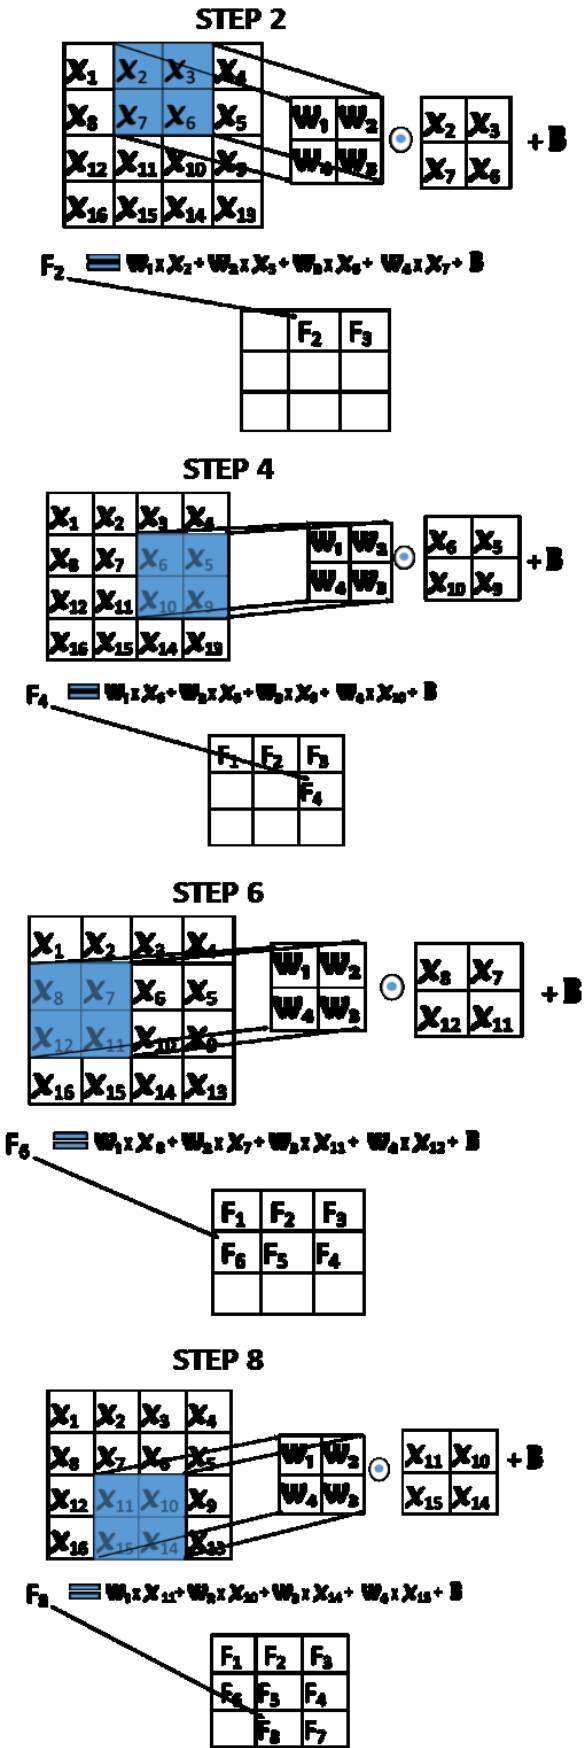 STEP 2
X₁ X₂ X₃ X₄
X₈ X₇ X₆ X₅
W₁ W₂ X₂ X₃ + B
X₁₂ X₁₁ X₁₀ X₉
W₄ W₃ X₇ X₆
X₁₆ X₁₅ X₁₄ X₁₃
F₂ = W₁ x X₂ + W₂ x X₃ + W₃ x X₆ + W₄ x X₇ + B
F₂ F₃
STEP 4
X₁ X₂ X₃ X₄
X₈ X₇ X₆ X₅
W₁ W₂ X₆ X₅ + B
X₁₂ X₁₁ X₁₀ X₉
W₄ W₃ X₁₀ X₉
X₁₆ X₁₅ X₁₄ X₁₃
F₄ = W₁ x X₆ + W₂ x X₅ + W₃ x X₉ + W₄ x X₁₀ + B
F₁ F₂ F₃
F₄
STEP 6
X₁ X₂ X₃ X₄
X₈ X₇ X₆ X₅
W₁ W₂ X₈ X₇ + B
X₁₂ X₁₁ X₁₀ X₉
W₄ W₃ X₁₂ X₁₁
X₁₆ X₁₅ X₁₄ X₁₃
F₆ = W₁ x X₈ + W₂ x X₇ + W₃ x X₁₁ + W₄ x X₁₂ + B
F₁ F₂ F₃
F₆ F₅ F₄
STEP 8
X₁ X₂ X₃ X₄
X₈ X₇ X₆ X₅
W₁ W₂ X₁₁ X₁₀ + B
X₁₂ X₁₁ X₁₀ X₉
W₄ W₃ X₁₅ X₁₄
X₁₆ X₁₅ X₁₄ X₁₃
F₈ = W₁ x X₁₁ + W₂ x X₁₀ + W₃ x X₁₄ + W₄ x X₁₅ + B
F₁ F₂ F₃
F₆ F₅ F₄
F₈ F₇